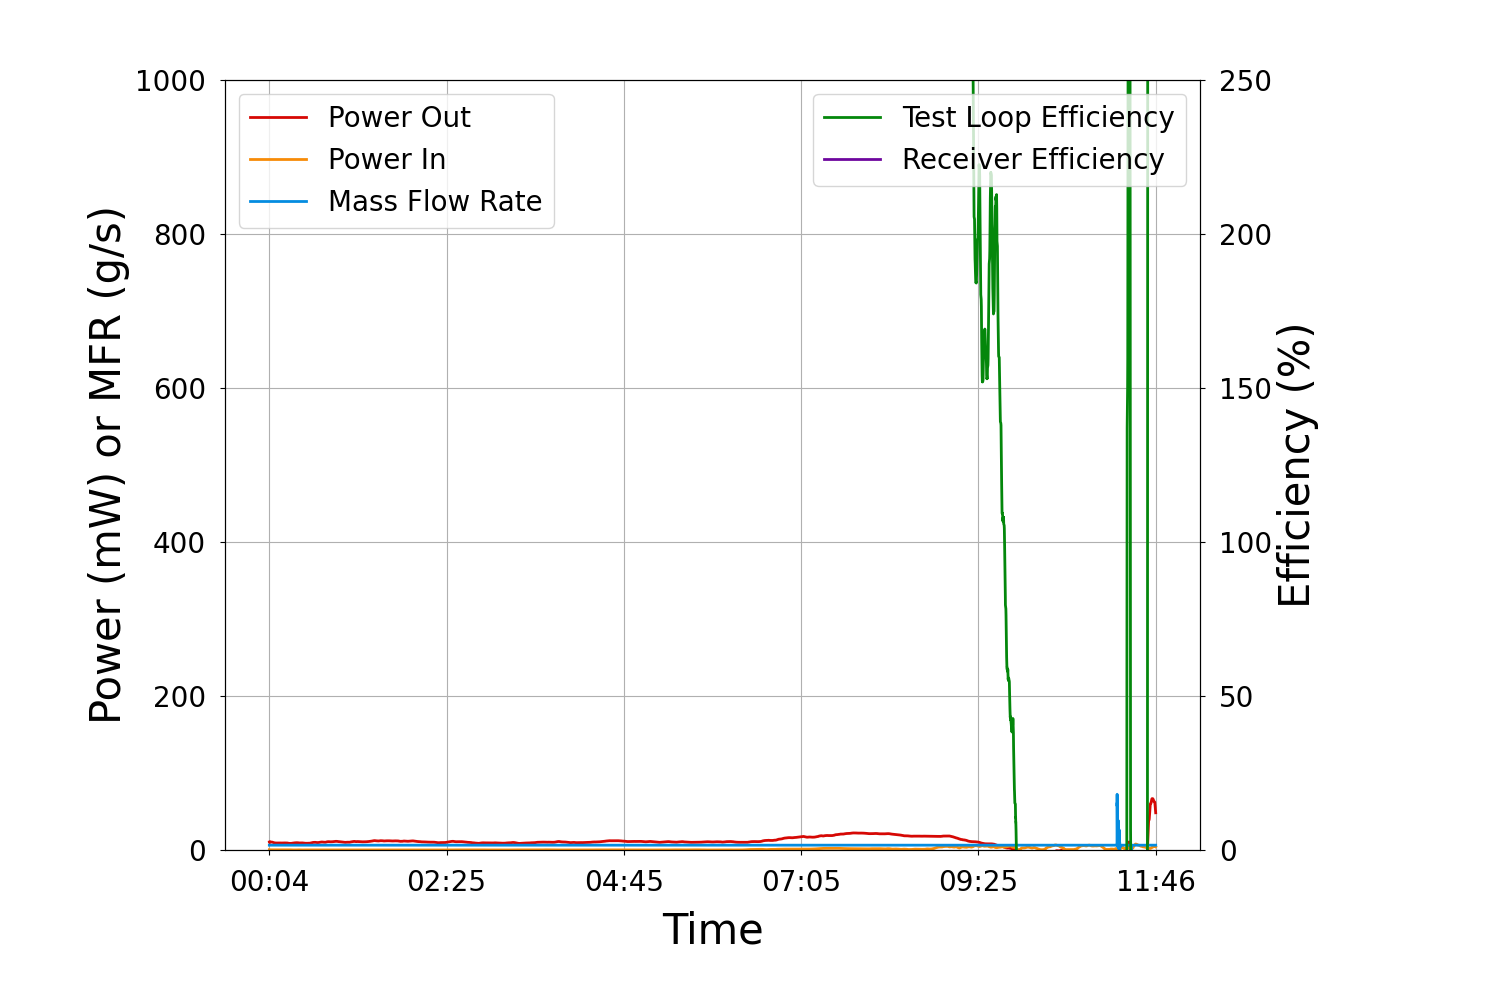 1000
800
600
400
200
0
Power (mW) or MFR (g/s)
Power Out
Power In
Mass Flow Rate
Test Loop Efficiency
Receiver Efficiency
250
200
150
100
50
0
Efficiency (%)
00:04 02:25 04:45 07:05 09:25 11:46
Time